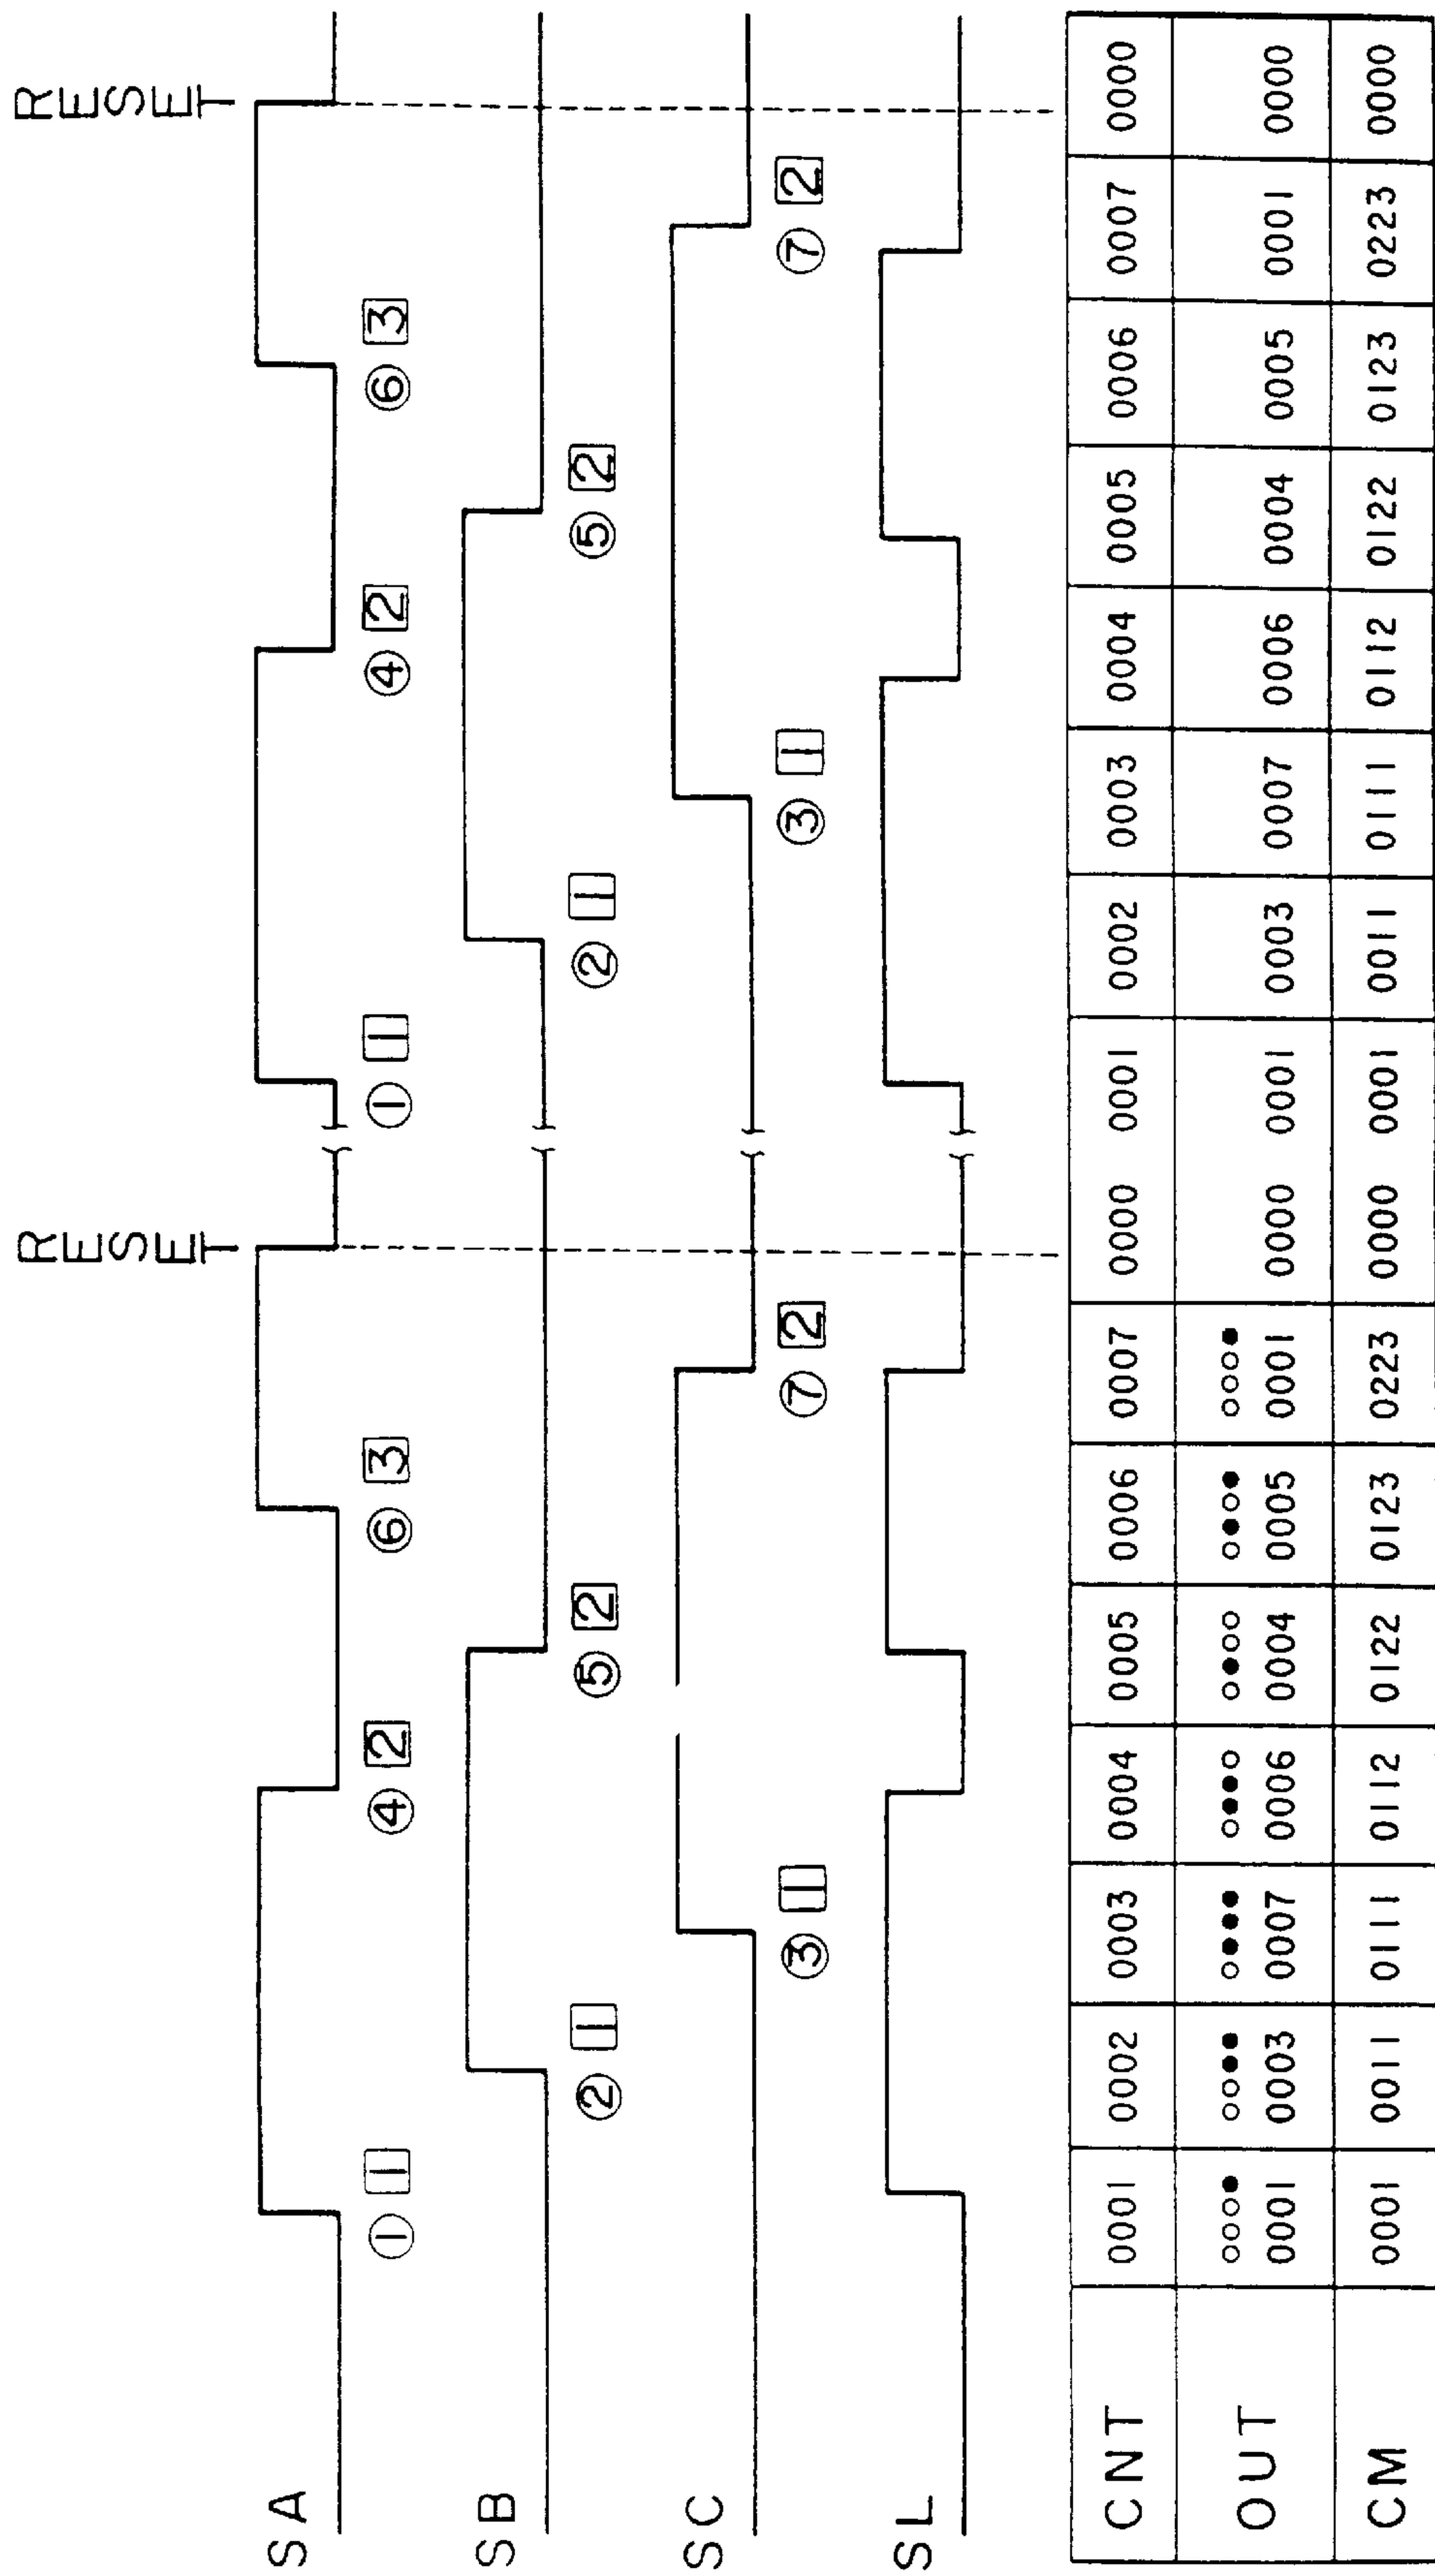 RESET RESET
SA ① 1 ④ 2 ⑥ 3 ① 1 ④ 2 ⑥ 3
SB ② 1 ⑤ 2 ② 1 ⑤ 2
SC ③ 1 ⑦ 2 ③ 1 ⑦ 2
SL
CNT 0001 0002 0003 0004 0005 0006 0007 0000 0001 0002 0003 0004 0005 0006 0007 0000
○○○● ○○●● ○●●● ○●●○ ○●○○ ○●○● ○○○●
OUT 0001 0003 0007 0006 0004 0005 0001 0000 0001 0003 0007 0006 0004 0005 0001 0000
CM 0001 0011 0111 0112 0122 0123 0223 0000 0001 0011 0111 0112 0122 0123 0223 0000